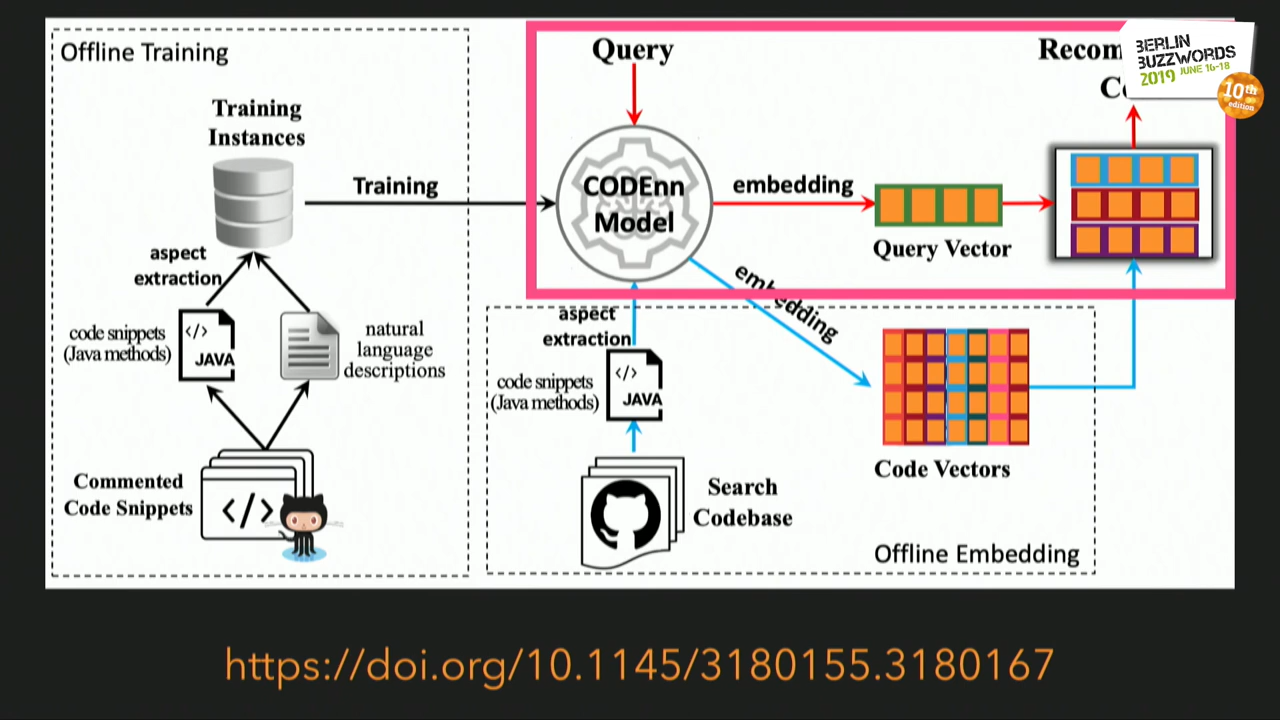 Offline Training
Training
Instances
Training
aspect
extraction
code snippets
(Java methods)
</>
JAVA
natural
language
descriptions
Commented
Code Snippets
</>
Query
CODEnn
Model
embedding
Query Vector
BERLIN
BUZZWORDS
2019 JUNE 16-18
10th
edition
embedding
aspect
extraction
code snippets
(Java methods)
</>
JAVA
Search
Codebase
Code Vectors
Offline Embedding
https://doi.org/10.1145/3180155.3180167